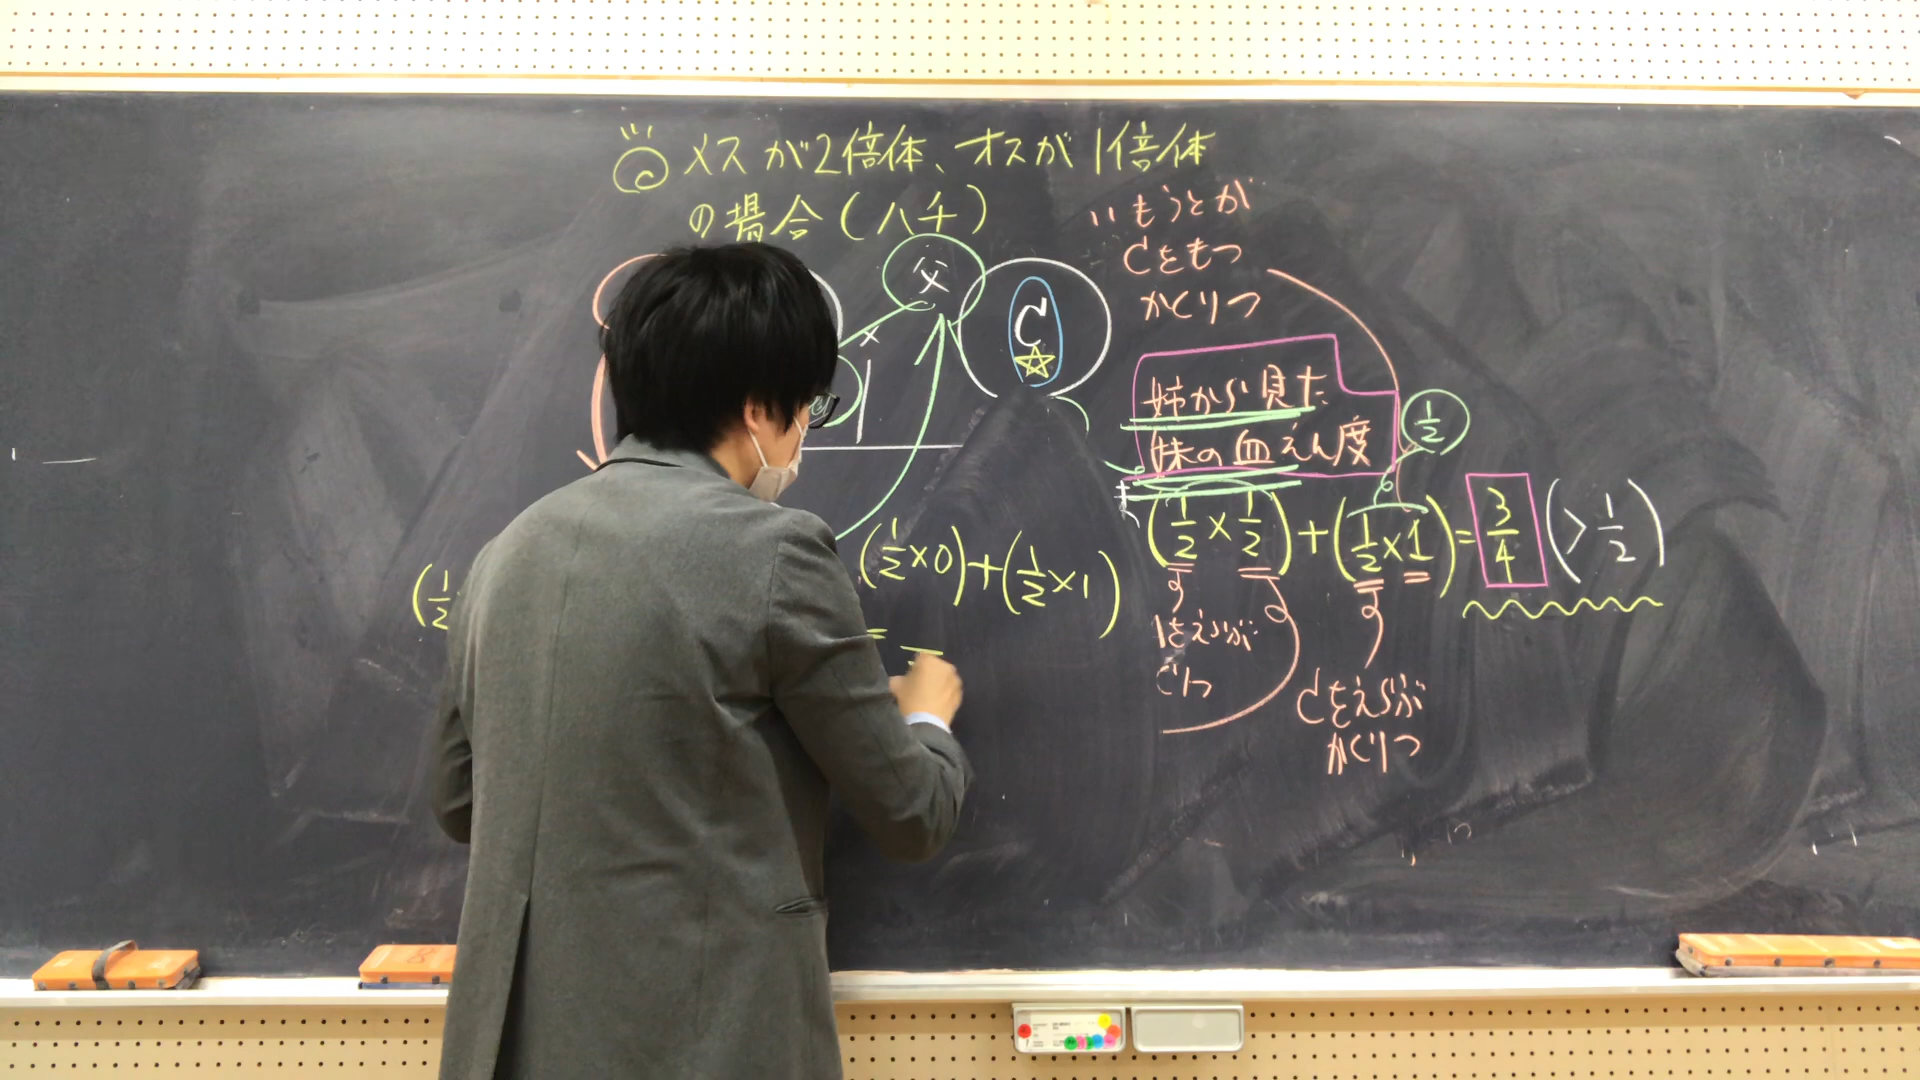 メスが2倍体、オスが1倍体
の場合(ハチ)
父
C
×
いもうとが
Cをもつ
かくりつ
姉から見た
妹の血えん度
1/2
(1/2×1/2)+(1/2×1)=3/4(>1/2)
(1/2
(1/2×0)+(1/2×1)
=
をえらぶ
Cをえらぶ
かくりつ